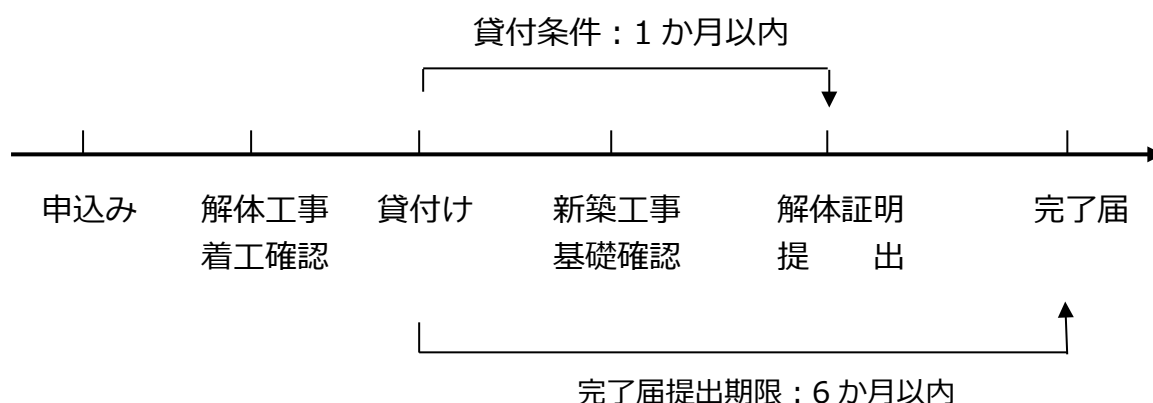 貸付条件：1 か月以内
申込み
解体工事
着工確認
貸付け
新築工事
基礎確認
解体証明
提　　出
完了届
完了届提出期限：6 か月以内